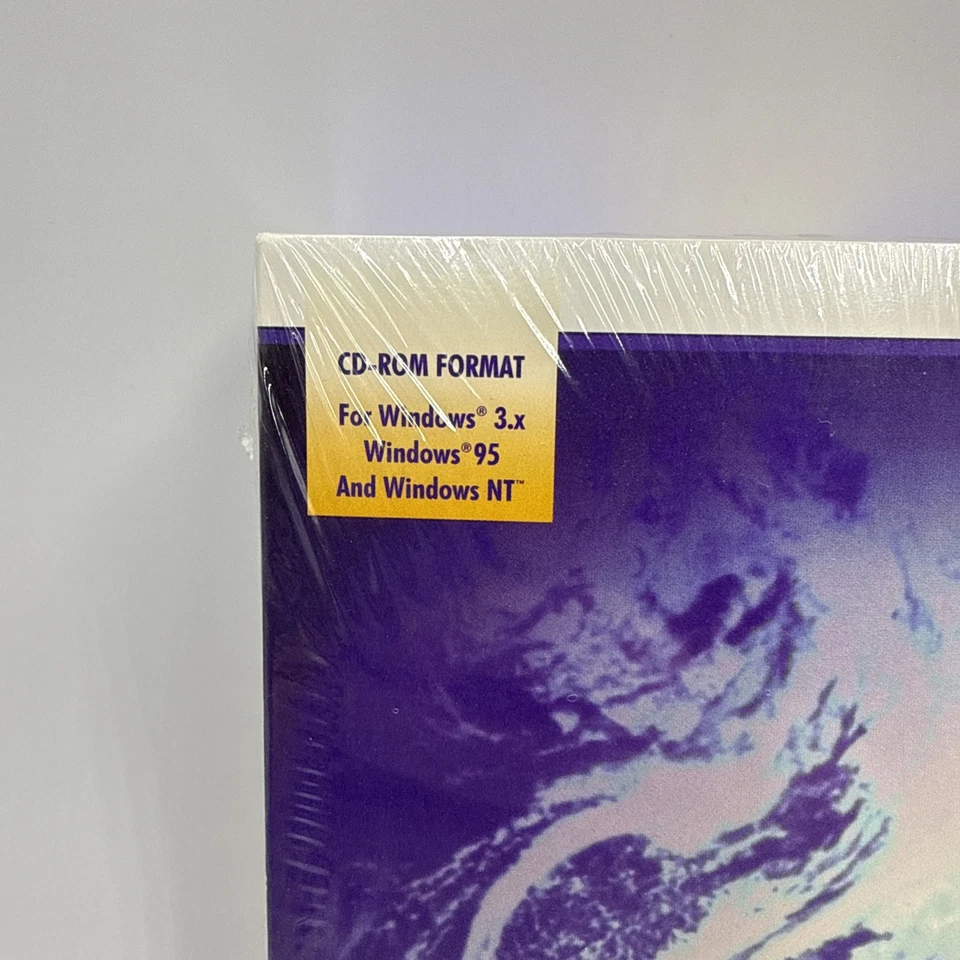 CD-ROM FORMAT
For Windows® 3.x
Windows®95
And Windows NT™